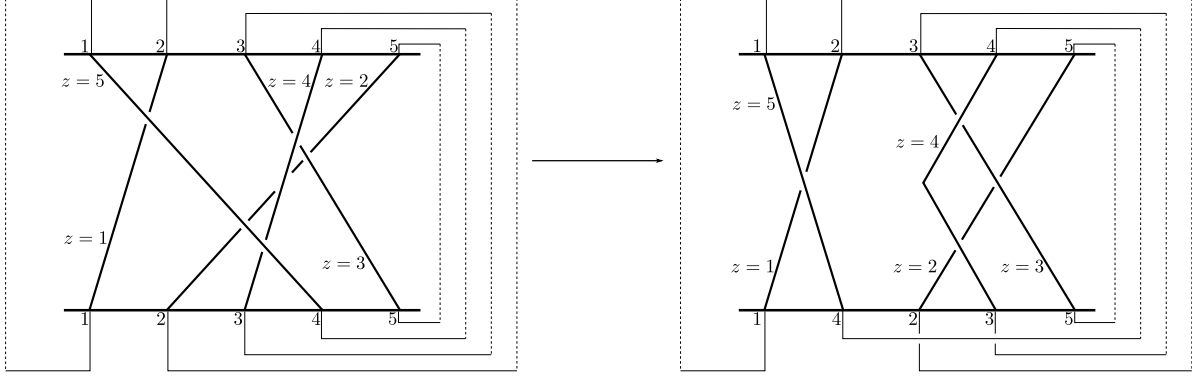 1 2 3 4 5 1 2 3 4 5
z = 5 z = 4 z = 2
z = 5
z = 4
z = 1
z = 3 z = 1 z = 2 z = 3
1 2 3 4 5 1 4 2 3 5